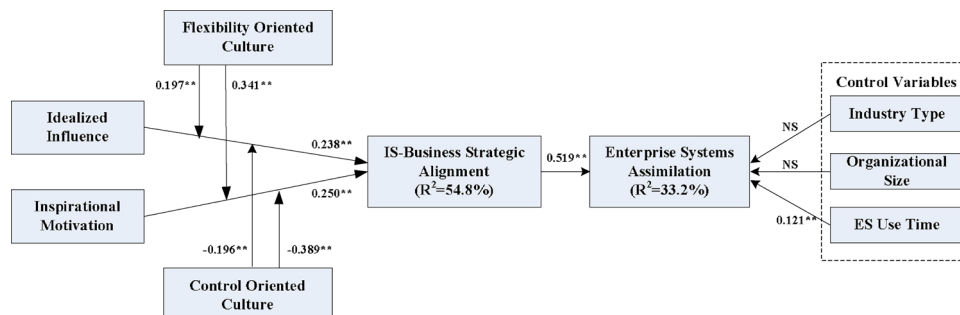 Flexibility Oriented
Culture
0.197**
0.341**
Control Variables
Idealized
Influence
Industry Type
NS
0.238**
IS-Business Strategic
Alignment
(R²=54.8%)
0.519**
Enterprise Systems
Assimilation
(R²=33.2%)
NS
Organizational
Size
0.250**
Inspirational
Motivation
0.121**
ES Use Time
-0.196**
-0.389**
Control Oriented
Culture